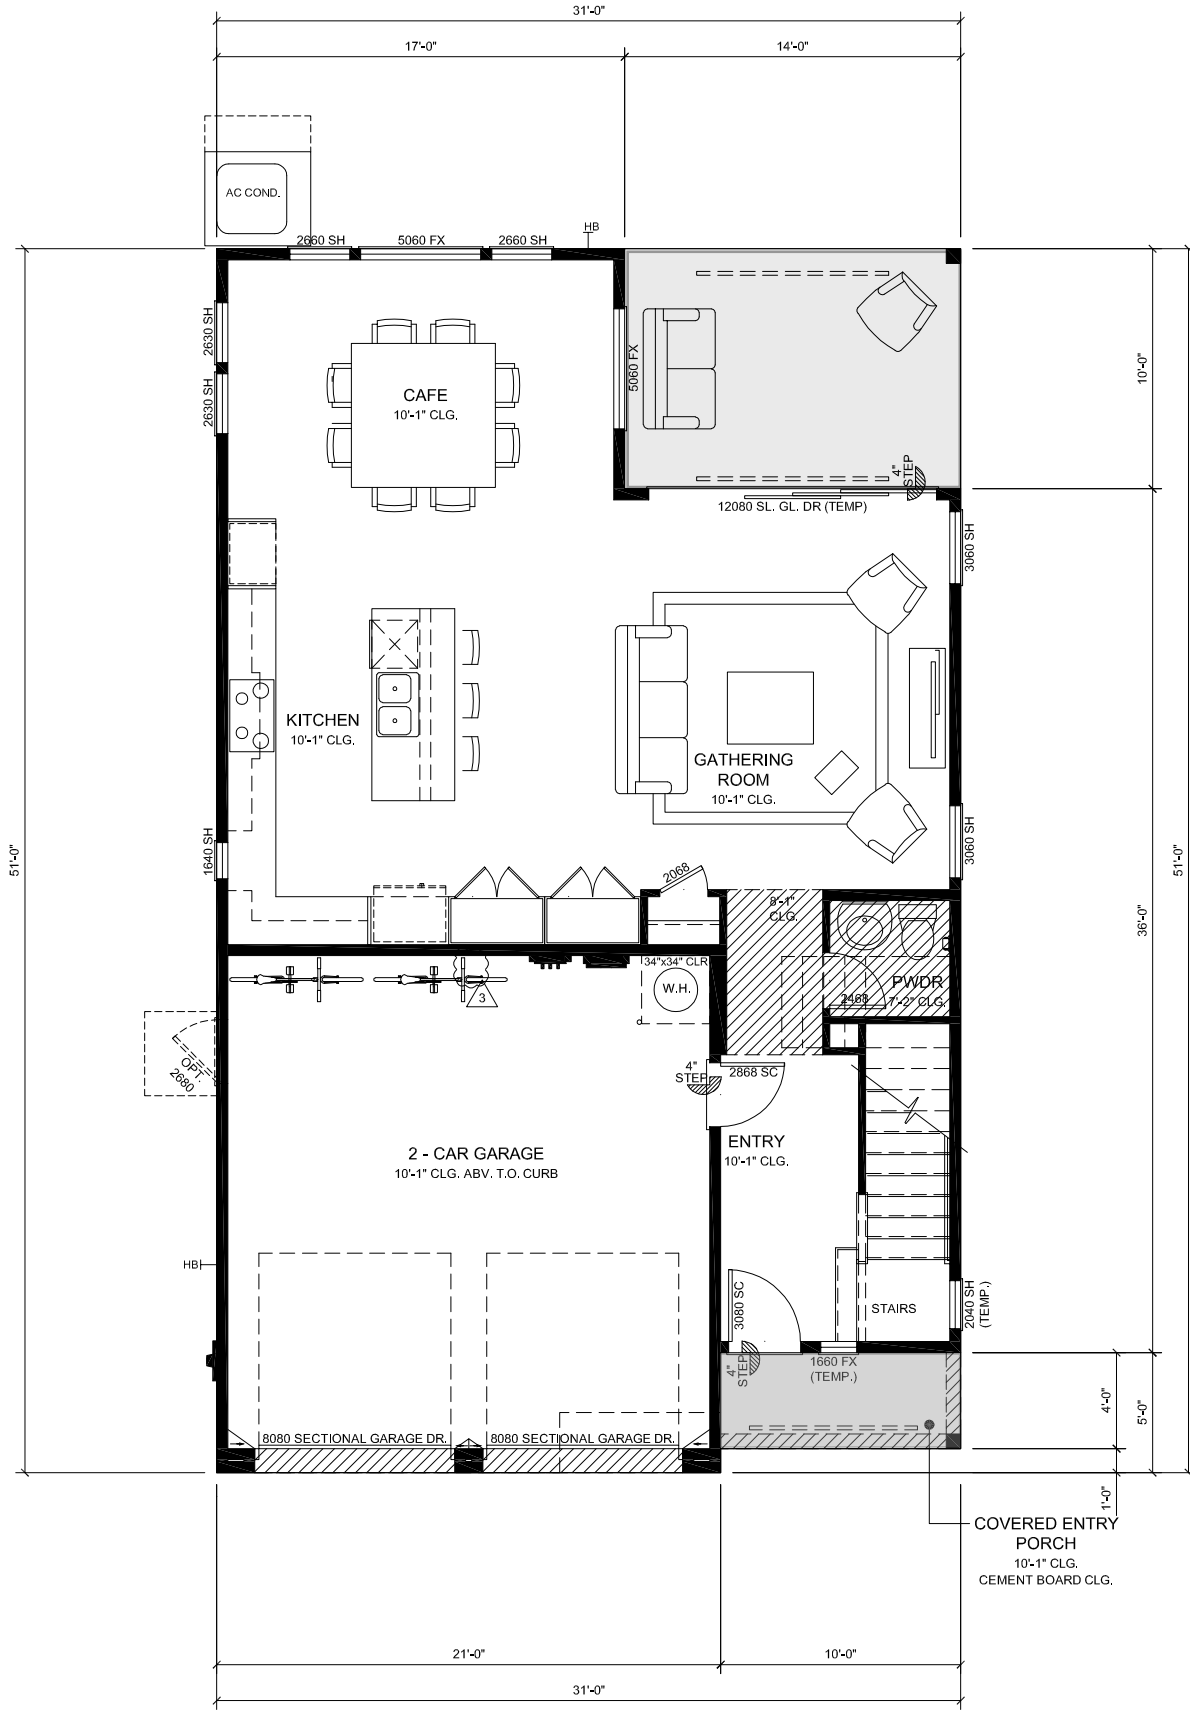 31'-0"
17'-0"
14'-0"
AC COND.
2660 SH
5060 FX
2660 SH
HB
2630 SH
2630 SH
5060 FX
CAFE
10'-1" CLG.
10'-0"
4"
STEP
12080 SL. GL. DR (TEMP)
3060 SH
KITCHEN
10'-1" CLG.
GATHERING
ROOM
10'-1" CLG.
1640 SH
3060 SH
51'-0"
51'-0"
36'-0"
2068
8'-1"
CLG.
34"x34" CLR
W.H.
3
PWDR
7'-2" CLG.
2468
OPT.
2680
4"
STEP
2868 SC
ENTRY
10'-1" CLG.
2 - CAR GARAGE
10'-1" CLG. ABV. T.O. CURB
HB
3080 SC
STAIRS
2040 SH
(TEMP.)
4"
STEP
1660 FX
(TEMP.)
4'-0"
5'-0"
8080 SECTIONAL GARAGE DR.
8080 SECTIONAL GARAGE DR.
1'-0"
COVERED ENTRY
PORCH
10'-1" CLG.
CEMENT BOARD CLG.
21'-0"
10'-0"
31'-0"